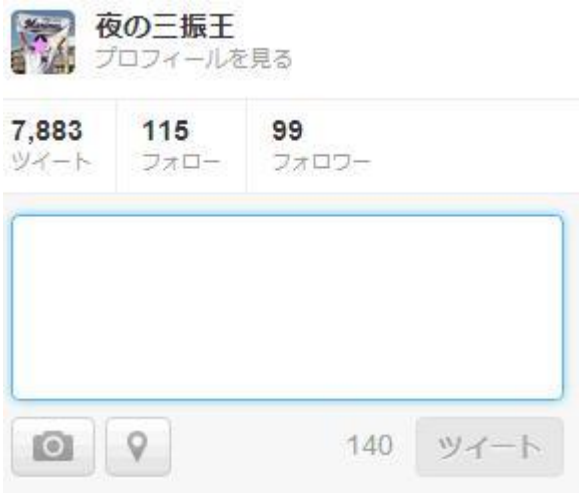 夜の三振王
プロフィールを見る
7,883 115 99
ツイート フォロー フォロワー
140 ツイート